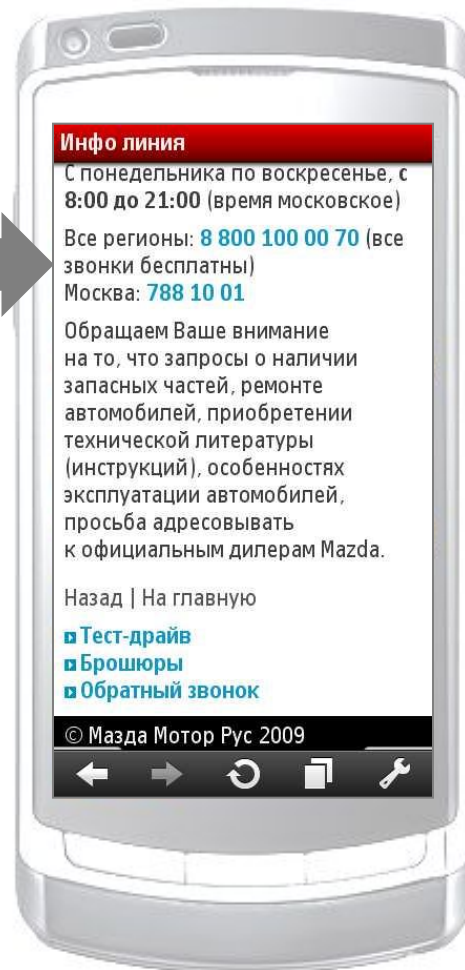 Инфо линия
С понедельника по воскресенье, с
8:00 до 21:00 (время московское)
Все регионы: 8 800 100 00 70 (все
звонки бесплатны)
Москва: 788 10 01
Обращаем Ваше внимание
на то, что запросы о наличии
запасных частей, ремонте
автомобилей, приобретении
технической литературы
(инструкций), особенностях
эксплуатации автомобилей,
просьба адресовывать
к официальным дилерам Mazda.
Назад | На главную
Тест-драйв
Брошюры
Обратный звонок
© Мазда Мотор Рус 2009